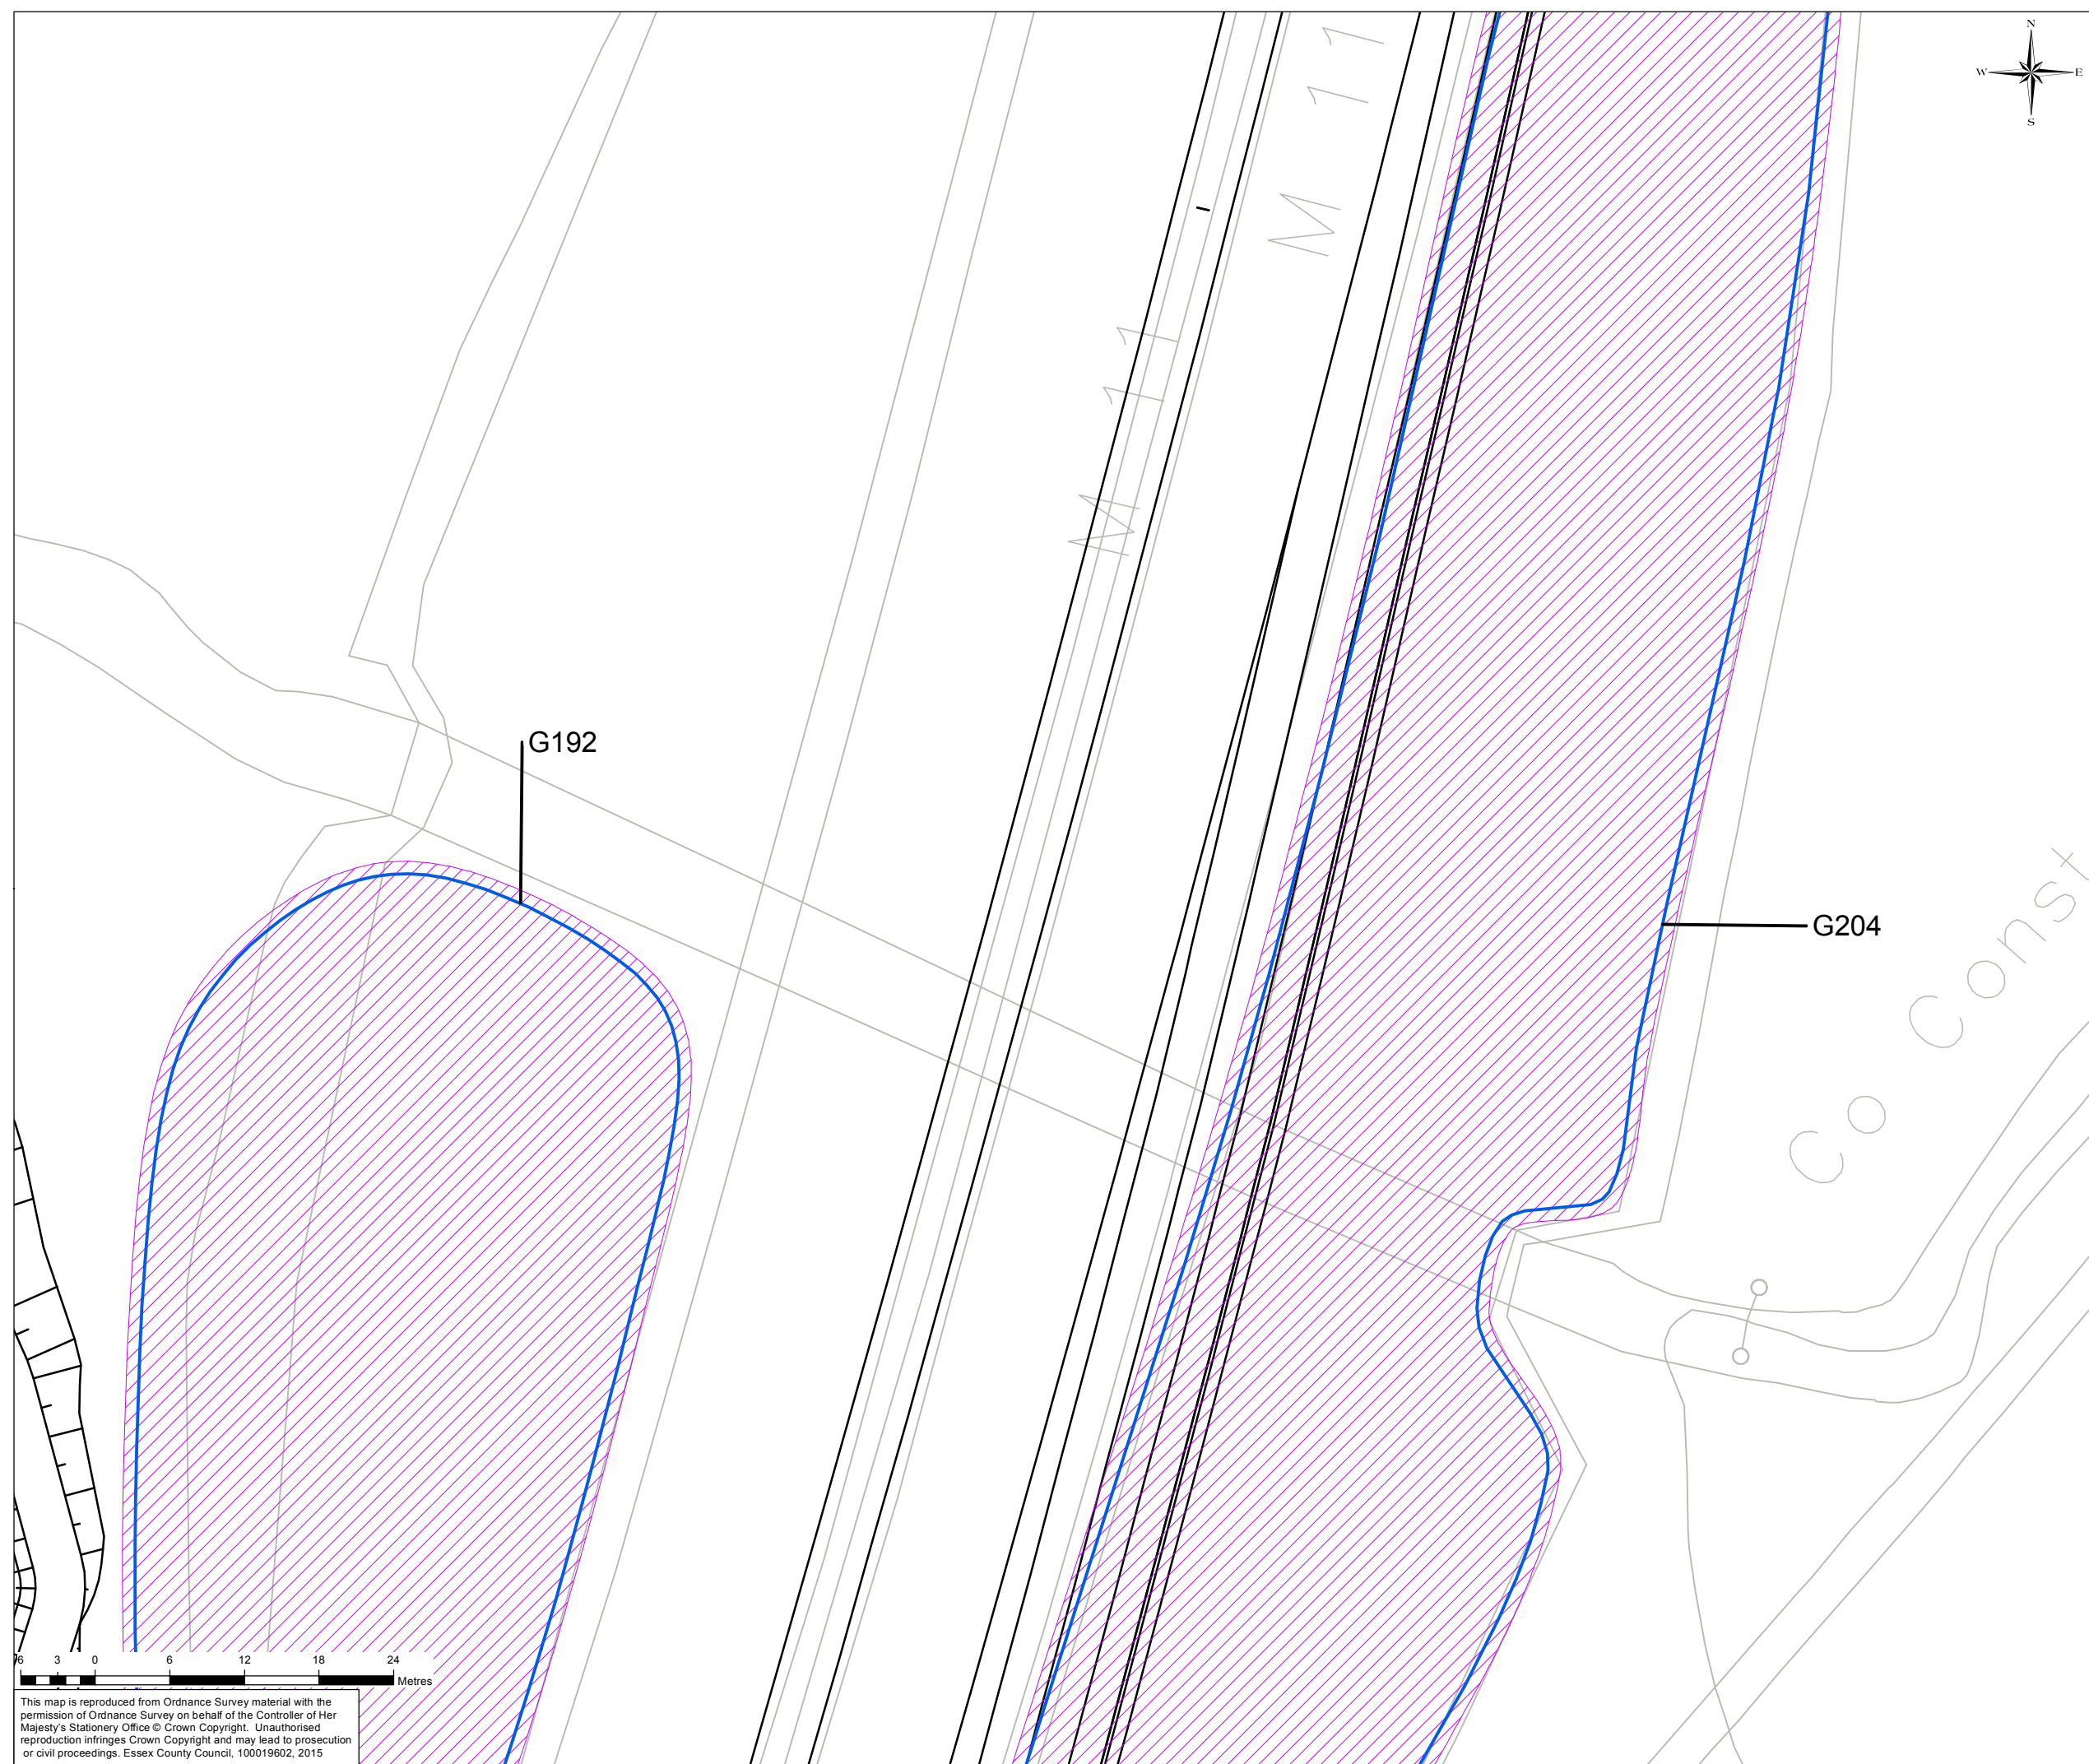 N
W E
S
M 11
M 11
G192
G204
Const
Co
6 3 0 6 12 18 24
Metres
This map is reproduced from Ordnance Survey material with the
permission of Ordnance Survey on behalf of the Controller of Her
Majesty's Stationery Office © Crown Copyright. Unauthorised
reproduction infringes Crown Copyright and may lead to prosecution
or civil proceedings. Essex County Council, 100019602, 2015